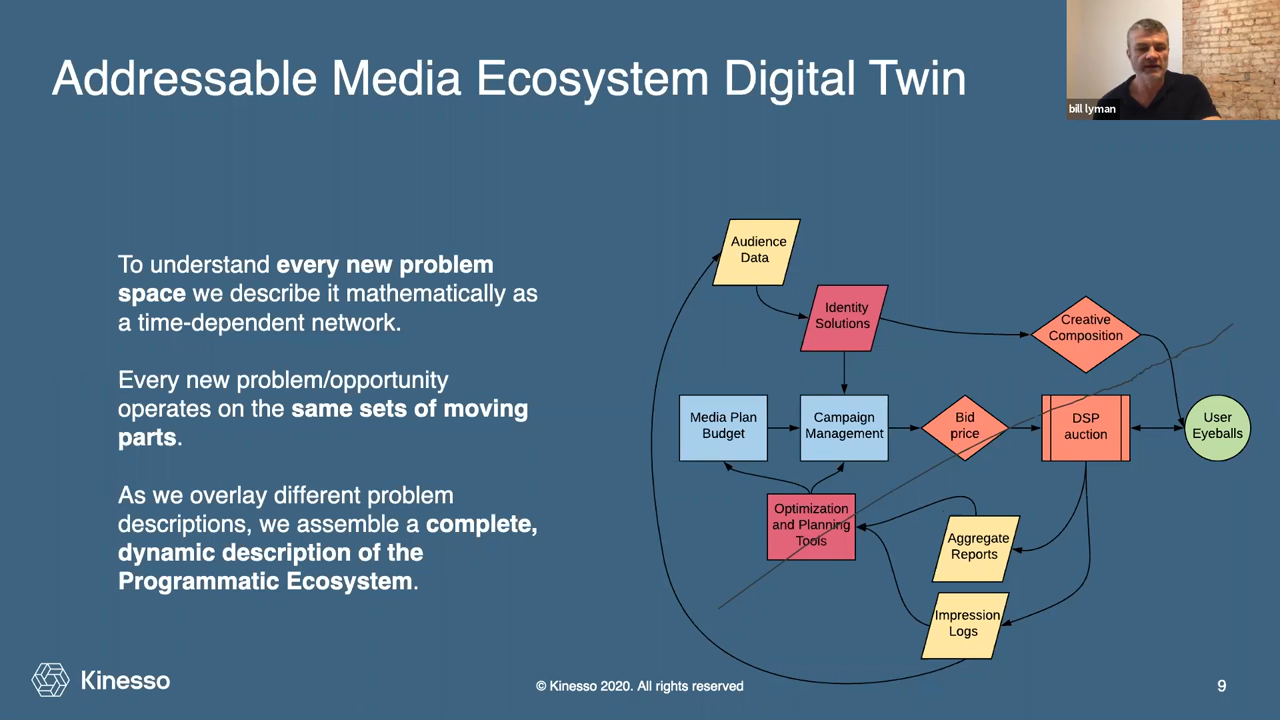 Addressable Media Ecosystem Digital Twin
bill lyman
To understand every new problem
space we describe it mathematically as
a time-dependent network.
Every new problem/opportunity
operates on the same sets of moving
parts.
As we overlay different problem
descriptions, we assemble a complete,
dynamic description of the
Programmatic Ecosystem.
Audience
Data
Identity
Solutions
Creative
Composition
Media Plan
Budget
Campaign
Management
Bid
price
DSP
auction
User
Eyeballs
Optimization
and Planning
Tools
Aggregate
Reports
Impression
Logs
Kinesso
© Kinesso 2020. All rights reserved
9